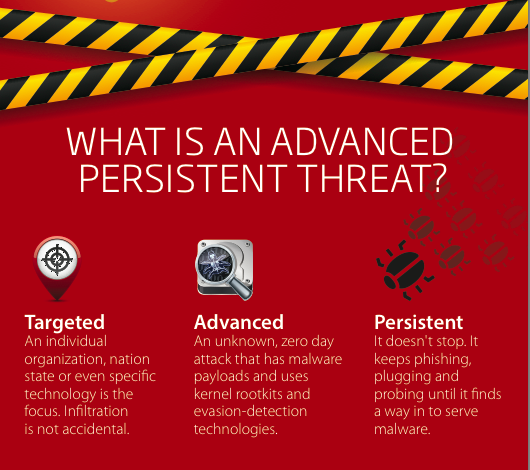 WHAT IS AN ADVANCED
PERSISTENT THREAT?
Targeted
An individual
organization, nation
state or even specific
technology is the
focus. Infiltration
is not accidental.
Advanced
An unknown, zero day
attack that has malware
payloads and uses
kernel rootkits and
evasion-detection
technologies.
Persistent
It doesn't stop. It
keeps phishing,
plugging and
probing until it finds
a way in to serve
malware.